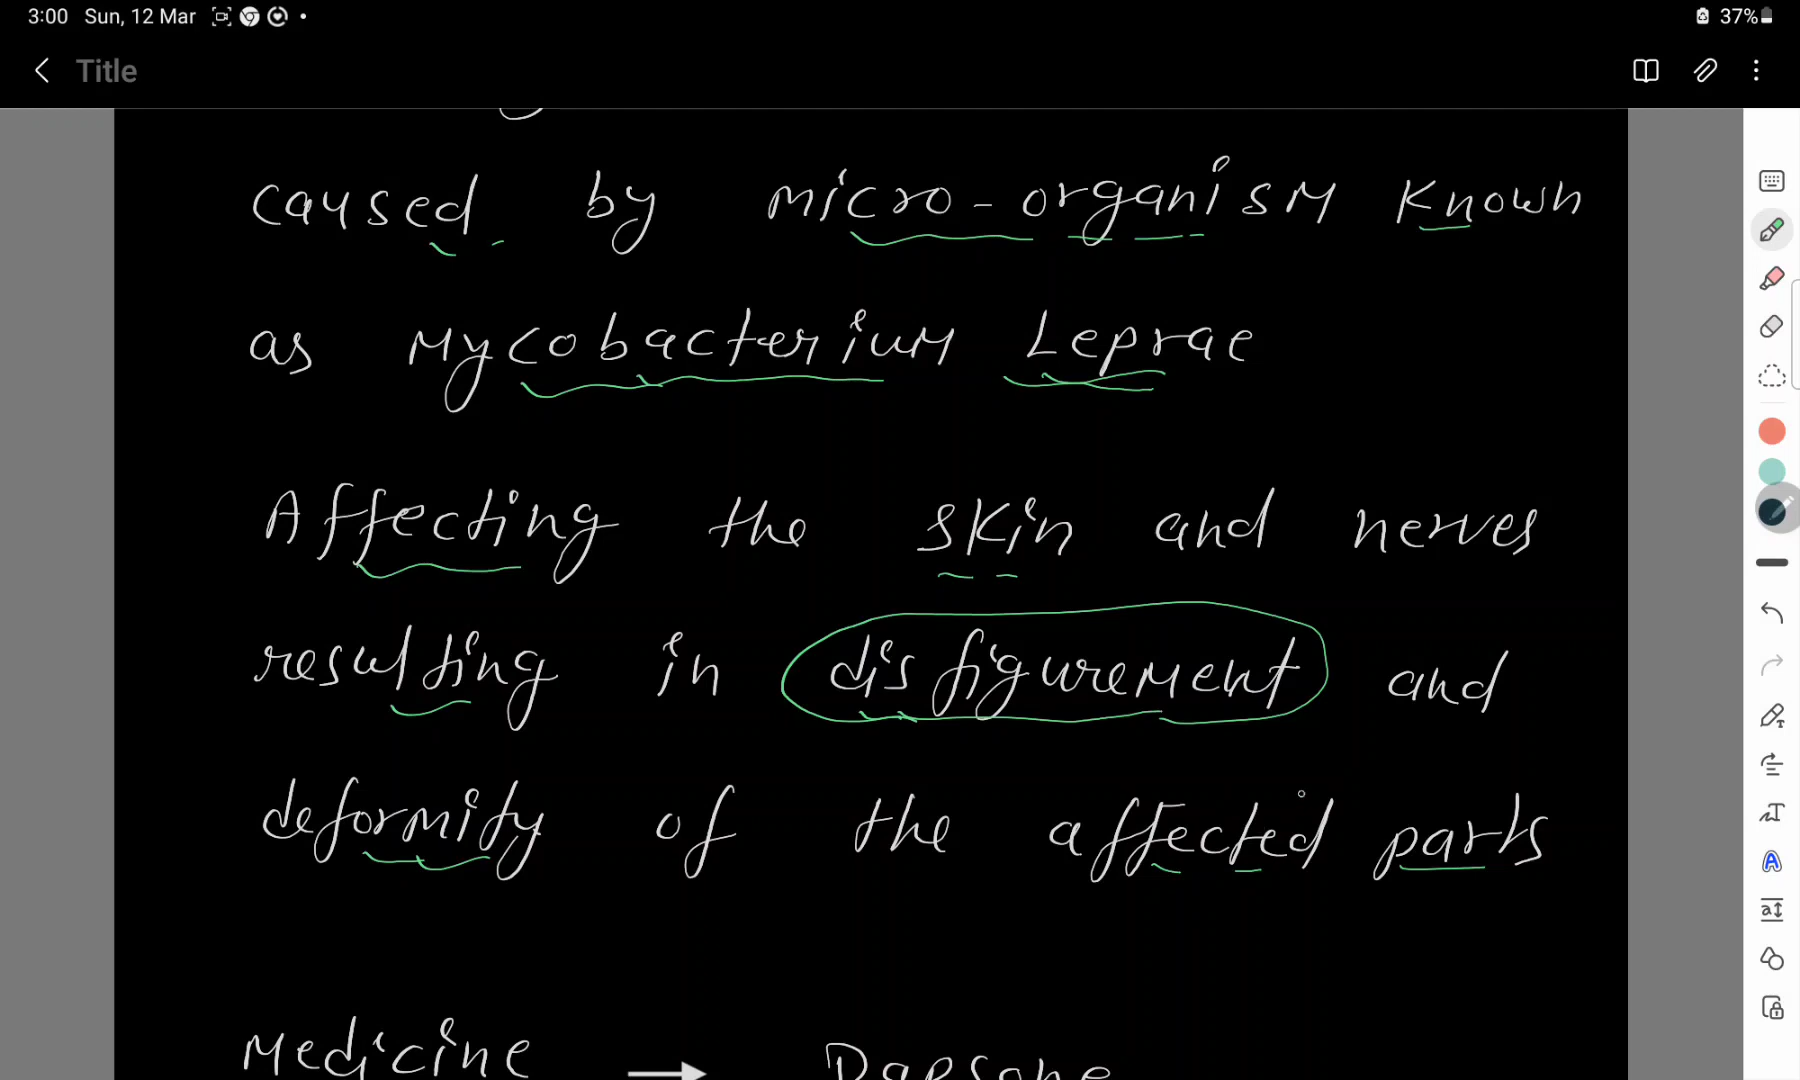 3:00 Sun, 12 Mar 37%
Title
caused by micro-organism known
as Mycobacterium Leprae
Affecting the skin and nerves
resulting in disfigurement and
deformity of the affected parts
Medicine → Dapsone